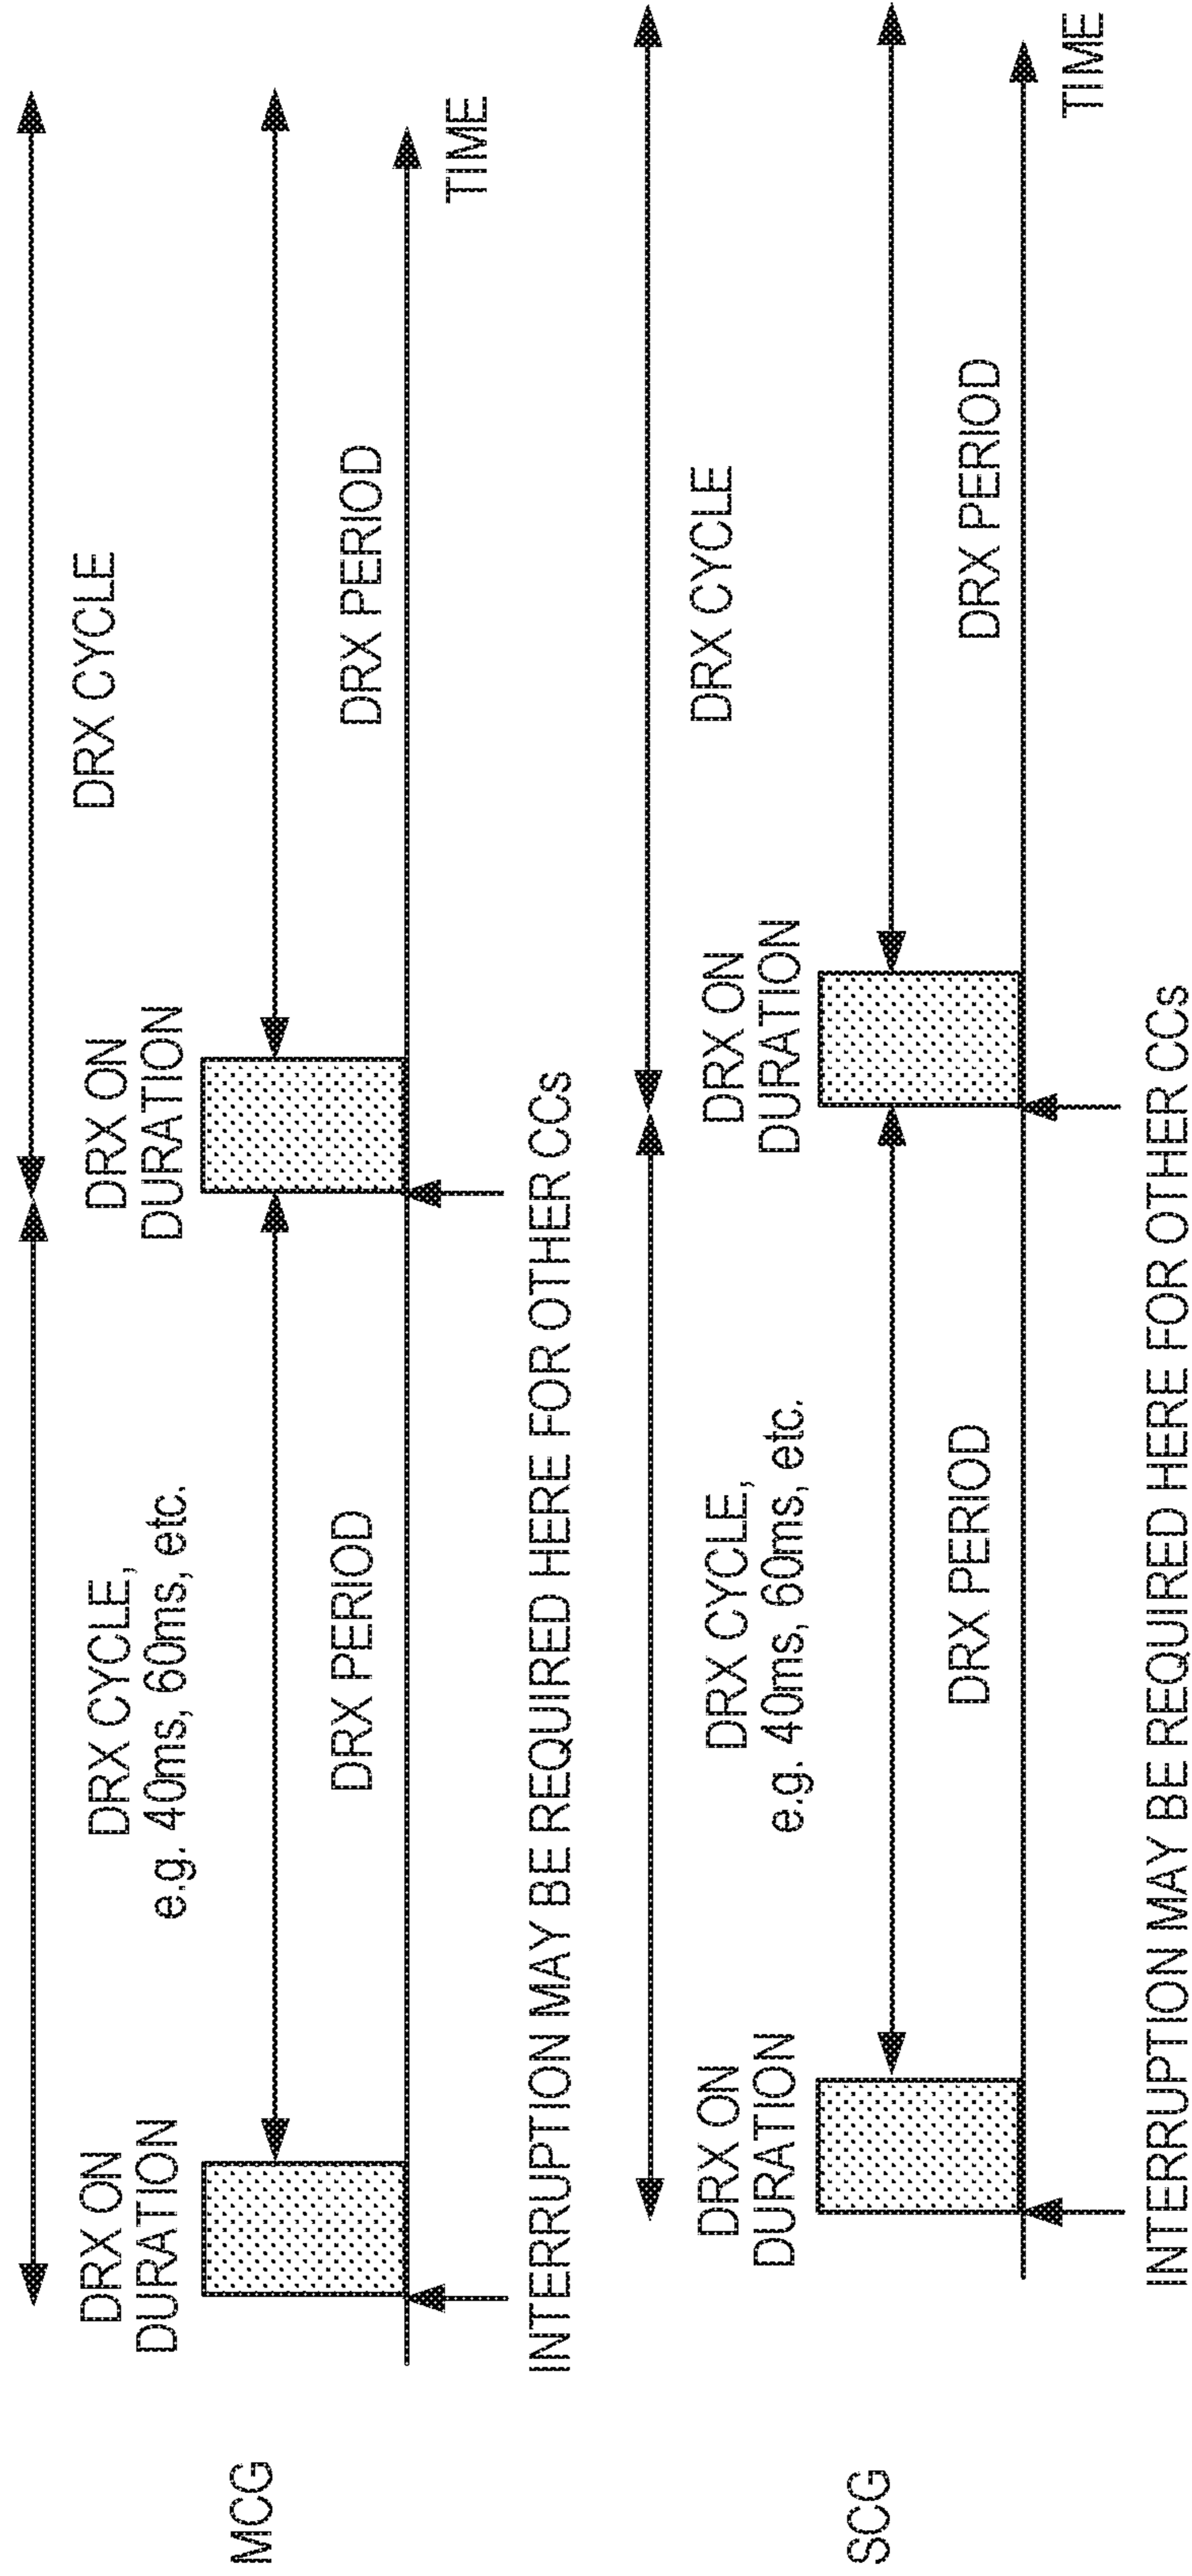 MCG
DRX ON
DURATION
DRX CYCLE,
e.g. 40ms, 60ms, etc.
DRX ON
DURATION
DRX CYCLE
DRX PERIOD
DRX PERIOD
TIME
INTERRUPTION MAY BE REQUIRED HERE FOR OTHER CCs
SCG
DRX ON
DURATION
DRX CYCLE,
e.g. 40ms, 60ms, etc.
DRX ON
DURATION
DRX CYCLE
DRX PERIOD
DRX PERIOD
TIME
INTERRUPTION MAY BE REQUIRED HERE FOR OTHER CCs